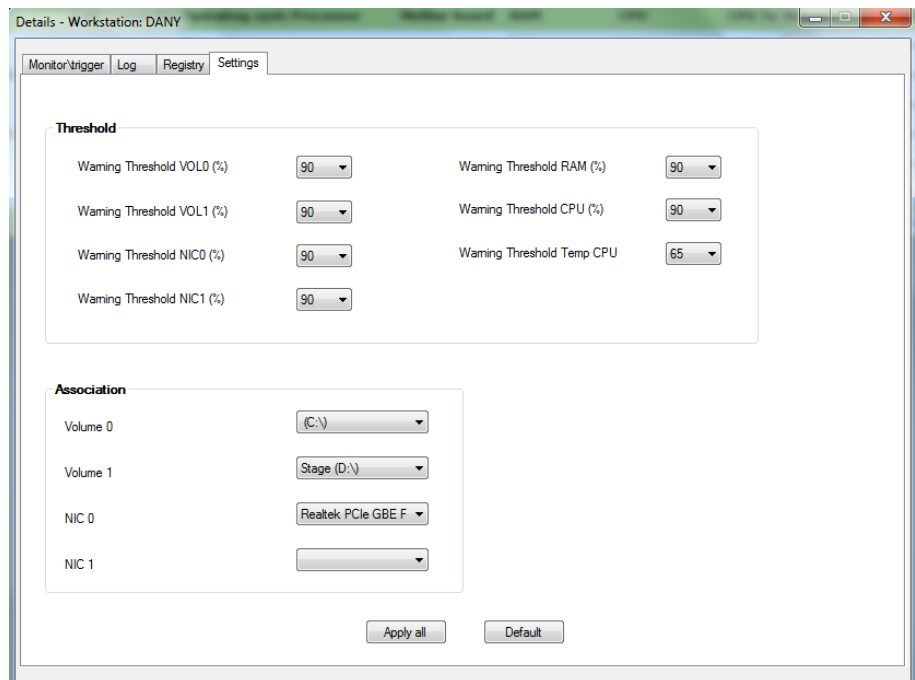 Details - Workstation: DANY
Monitor\trigger Log Registry Settings
Threshold
Warning Threshold VOL0 (%) 90 Warning Threshold RAM (%) 90
Warning Threshold VOL1 (%) 90 Warning Threshold CPU (%) 90
Warning Threshold NIC0 (%) 90 Warning Threshold Temp CPU 65
Warning Threshold NIC1 (%) 90
Association
Volume 0 (C:\)
Volume 1 Stage (D:\)
NIC 0 Realtek PCIe GBE F
NIC 1
Apply all Default